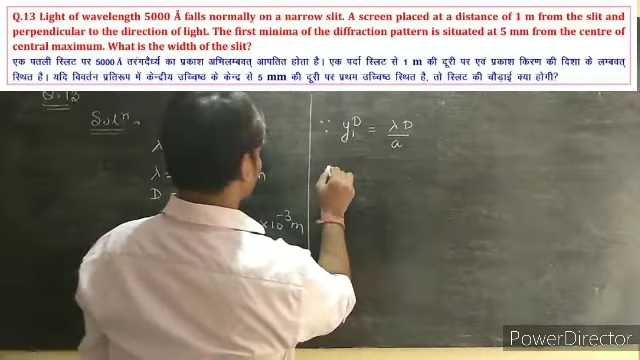 Q.13 Light of wavelength 5000 Å falls normally on a narrow slit. A screen placed at a distance of 1 m from the slit and
perpendicular to the direction of light. The first minima of the diffraction pattern is situated at 5 mm from the centre of
central maximum. What is the width of the slit?
एक पतली स्लिट पर 5000 Å तरंगदैर्ध्य का प्रकाश अभिलम्बवत् आपतित होता है। एक पर्दा स्लिट से 1 m की दूरी पर एवं प्रकाश किरण की दिशा के लम्बवत्
स्थित है। यदि विवर्तन प्रतिरूप में केन्द्रीय उच्चिष्ठ के केन्द्र से 5 mm की दूरी पर प्रथम उच्चिष्ठ स्थित है, तो स्लिट की चौड़ाई क्या होगी?
Q.13
Solⁿ.
λ
λ =
m
D =
×10⁻³m
∵ y₁ᴰ = λD/a
PowerDirector